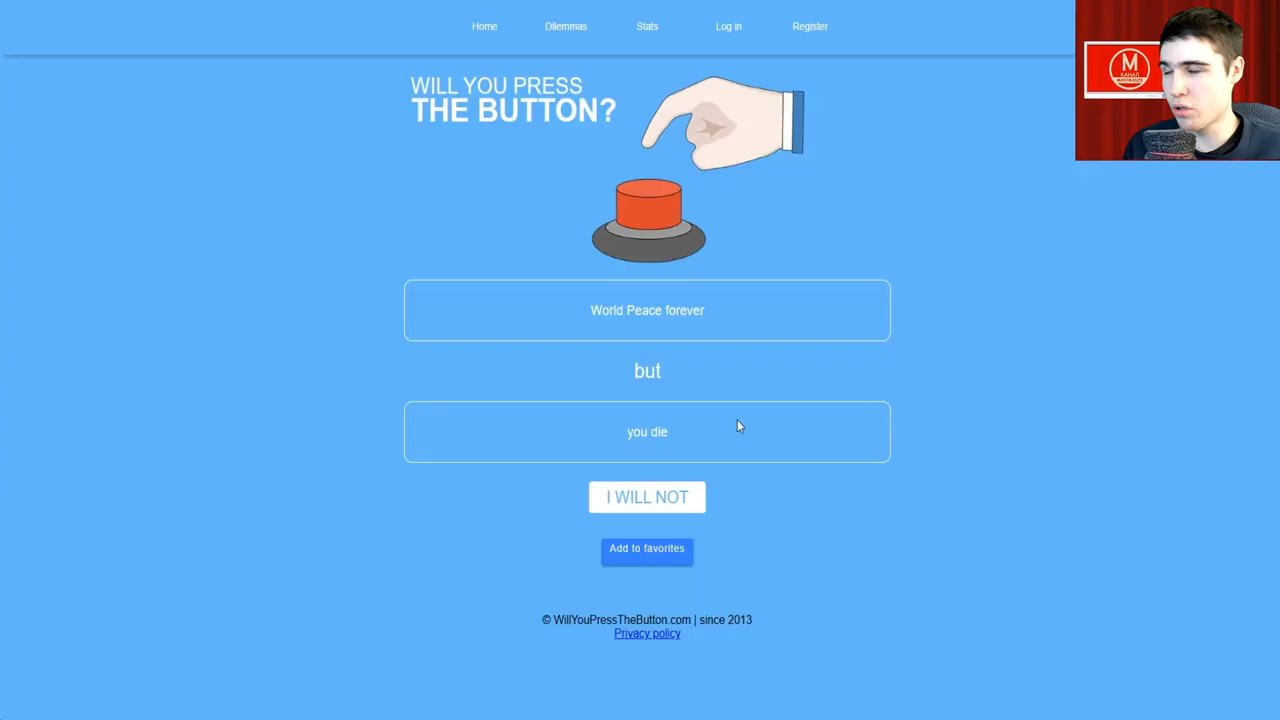 Home
Dilemmas
Stats
Log in
Register
WILL YOU PRESS
THE BUTTON?
M
КАНАЛ
World Peace forever
but
you die
I WILL NOT
Add to favorites
© WillYouPressTheButton.com | since 2013
Privacy policy